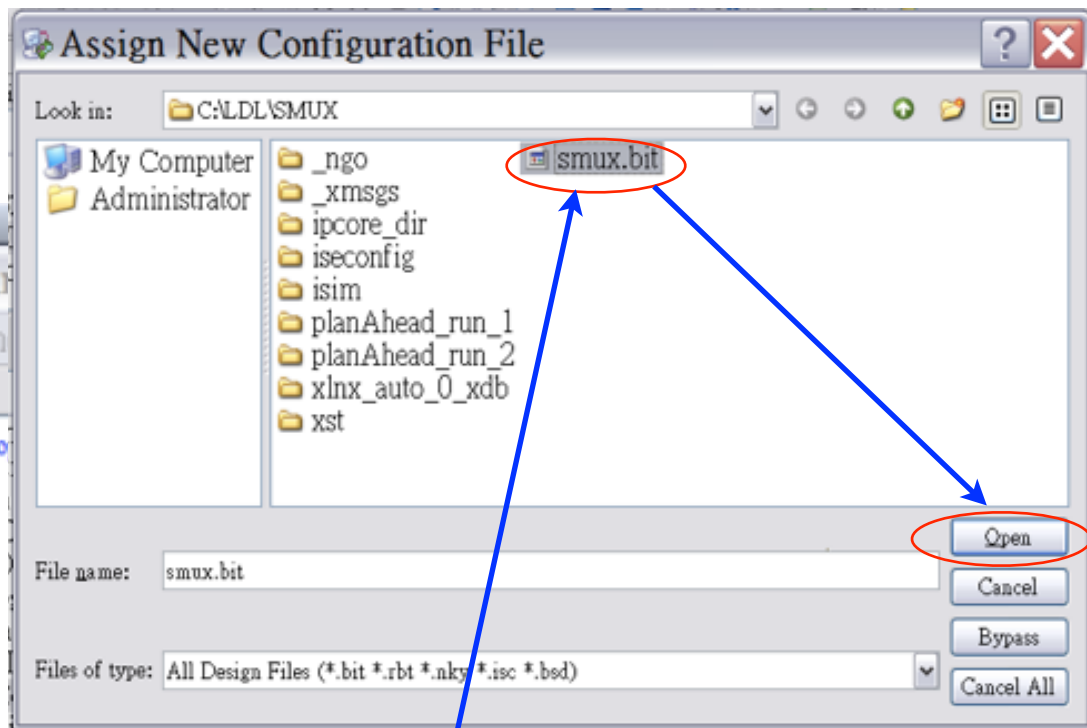 Assign New Configuration File
Look in: C:\LDL\SMUX
My Computer
Administrator
_ngo
_xmsgs
ipcore_dir
iseconfig
isim
planAhead_run_1
planAhead_run_2
xlnx_auto_0_xdb
xst
smux.bit
Open
File name: smux.bit
Cancel
Bypass
Files of type: All Design Files (*.bit *.rbt *.nky *.isc *.bsd)
Cancel All